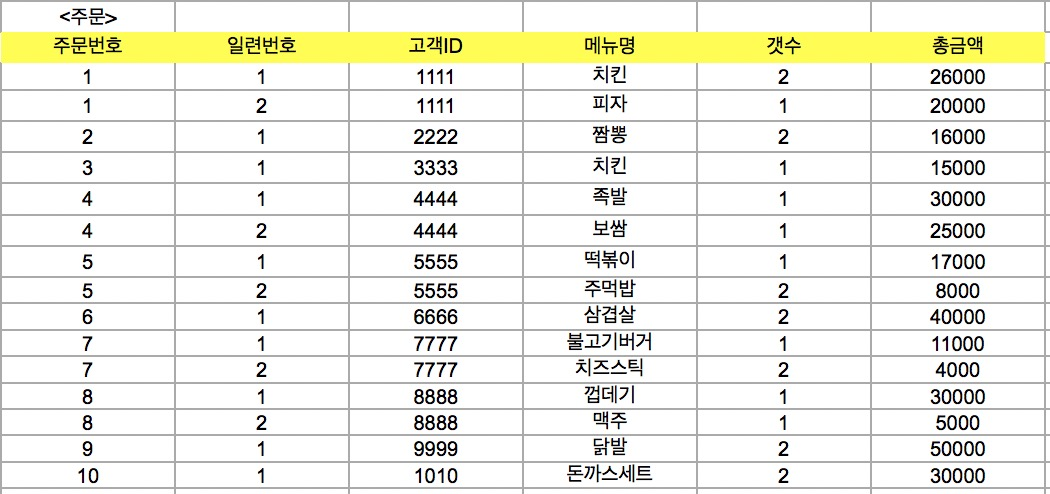 <주문>
주문번호 일련번호 고객ID 메뉴명 갯수 총금액
1 1 1111 치킨 2 26000
1 2 1111 피자 1 20000
2 1 2222 짬뽕 2 16000
3 1 3333 치킨 1 15000
4 1 4444 족발 1 30000
4 2 4444 보쌈 1 25000
5 1 5555 떡볶이 1 17000
5 2 5555 주먹밥 2 8000
6 1 6666 삼겹살 2 40000
7 1 7777 불고기버거 1 11000
7 2 7777 치즈스틱 2 4000
8 1 8888 껍데기 1 30000
8 2 8888 맥주 1 5000
9 1 9999 닭발 2 50000
10 1 1010 돈까스세트 2 30000